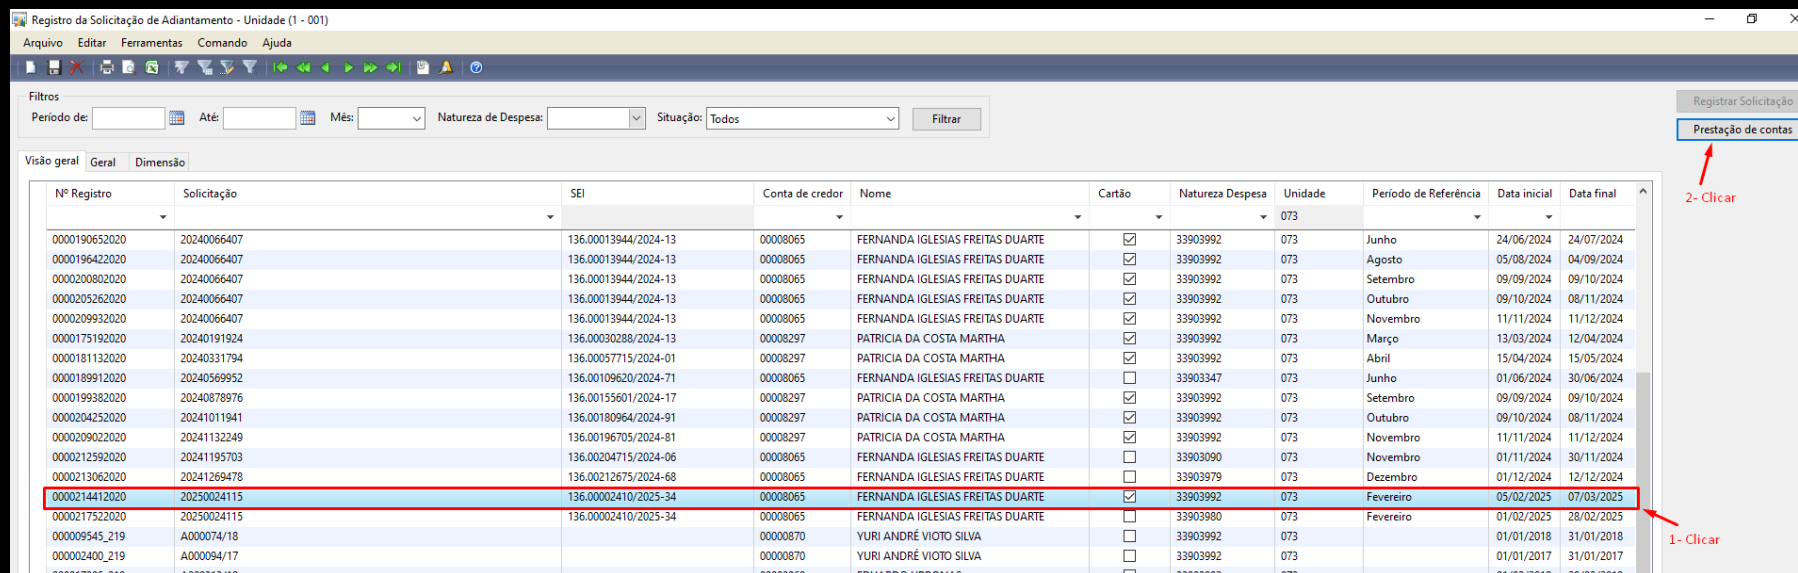 Registro da Solicitação de Adiantamento - Unidade (1 - 001)
Arquivo Editar Ferramentas Comando Ajuda
Filtros
Registrar Solicitação
Período de: Até: Mês: Natureza de Despesa: Situação: Todos Filtrar
Prestação de contas
Visão geral Geral Dimensão
2- Clicar
Nº Registro Solicitação SEI Conta de credor Nome Cartão Natureza Despesa Unidade Período de Referência Data inicial Data final
073
0000190652020 20240066407 136.00013944/2024-13 00008065 FERNANDA IGLESIAS FREITAS DUARTE 33903992 073 Junho 24/06/2024 24/07/2024
0000196422020 20240066407 136.00013944/2024-13 00008065 FERNANDA IGLESIAS FREITAS DUARTE 33903992 073 Agosto 05/08/2024 04/09/2024
0000200802020 20240066407 136.00013944/2024-13 00008065 FERNANDA IGLESIAS FREITAS DUARTE 33903992 073 Setembro 09/09/2024 09/10/2024
0000205262020 20240066407 136.00013944/2024-13 00008065 FERNANDA IGLESIAS FREITAS DUARTE 33903992 073 Outubro 09/10/2024 08/11/2024
0000209932020 20240066407 136.00013944/2024-13 00008065 FERNANDA IGLESIAS FREITAS DUARTE 33903992 073 Novembro 11/11/2024 11/12/2024
0000175192020 20240191924 136.00030288/2024-13 00008297 PATRICIA DA COSTA MARTHA 33903992 073 Março 13/03/2024 12/04/2024
0000181132020 20240331794 136.00057715/2024-01 00008297 PATRICIA DA COSTA MARTHA 33903992 073 Abril 15/04/2024 15/05/2024
0000189912020 20240569952 136.00109620/2024-71 00008065 FERNANDA IGLESIAS FREITAS DUARTE 33903347 073 Junho 01/06/2024 30/06/2024
0000199382020 20240878976 136.00155601/2024-17 00008297 PATRICIA DA COSTA MARTHA 33903992 073 Setembro 09/09/2024 09/10/2024
0000204252020 20241011941 136.00180964/2024-91 00008297 PATRICIA DA COSTA MARTHA 33903992 073 Outubro 09/10/2024 08/11/2024
0000209022020 20241132249 136.00196705/2024-81 00008297 PATRICIA DA COSTA MARTHA 33903992 073 Novembro 11/11/2024 11/12/2024
0000212592020 20241195703 136.00204715/2024-06 00008065 FERNANDA IGLESIAS FREITAS DUARTE 33903090 073 Novembro 01/11/2024 30/11/2024
0000213062020 20241269478 136.00212675/2024-68 00008065 FERNANDA IGLESIAS FREITAS DUARTE 33903979 073 Dezembro 01/12/2024 12/12/2024
0000214412020 20250024115 136.00002410/2025-34 00008065 FERNANDA IGLESIAS FREITAS DUARTE 33903992 073 Fevereiro 05/02/2025 07/03/2025
0000217522020 20250024115 136.00002410/2025-34 00008065 FERNANDA IGLESIAS FREITAS DUARTE 33903980 073 Fevereiro 01/02/2025 28/02/2025
000009545_219 A000074/18 00000870 YURI ANDRÉ VIOTO SILVA 33903992 073 01/01/2018 31/01/2018
1- Clicar
000002400_219 A000094/17 00000870 YURI ANDRÉ VIOTO SILVA 33903992 073 01/01/2017 31/01/2017